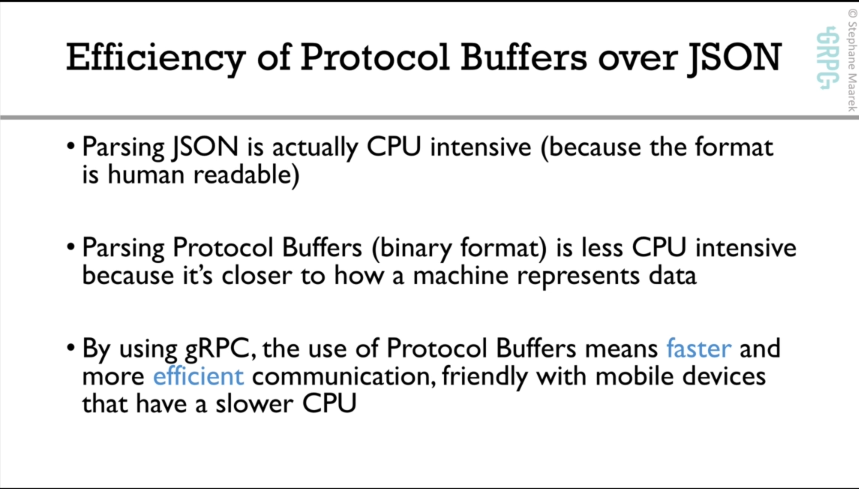 Efficiency of Protocol Buffers over JSON
gRPC
© Stephane Maarek
• Parsing JSON is actually CPU intensive (because the format
is human readable)
• Parsing Protocol Buffers (binary format) is less CPU intensive
because it's closer to how a machine represents data
• By using gRPC, the use of Protocol Buffers means faster and
more efficient communication, friendly with mobile devices
that have a slower CPU